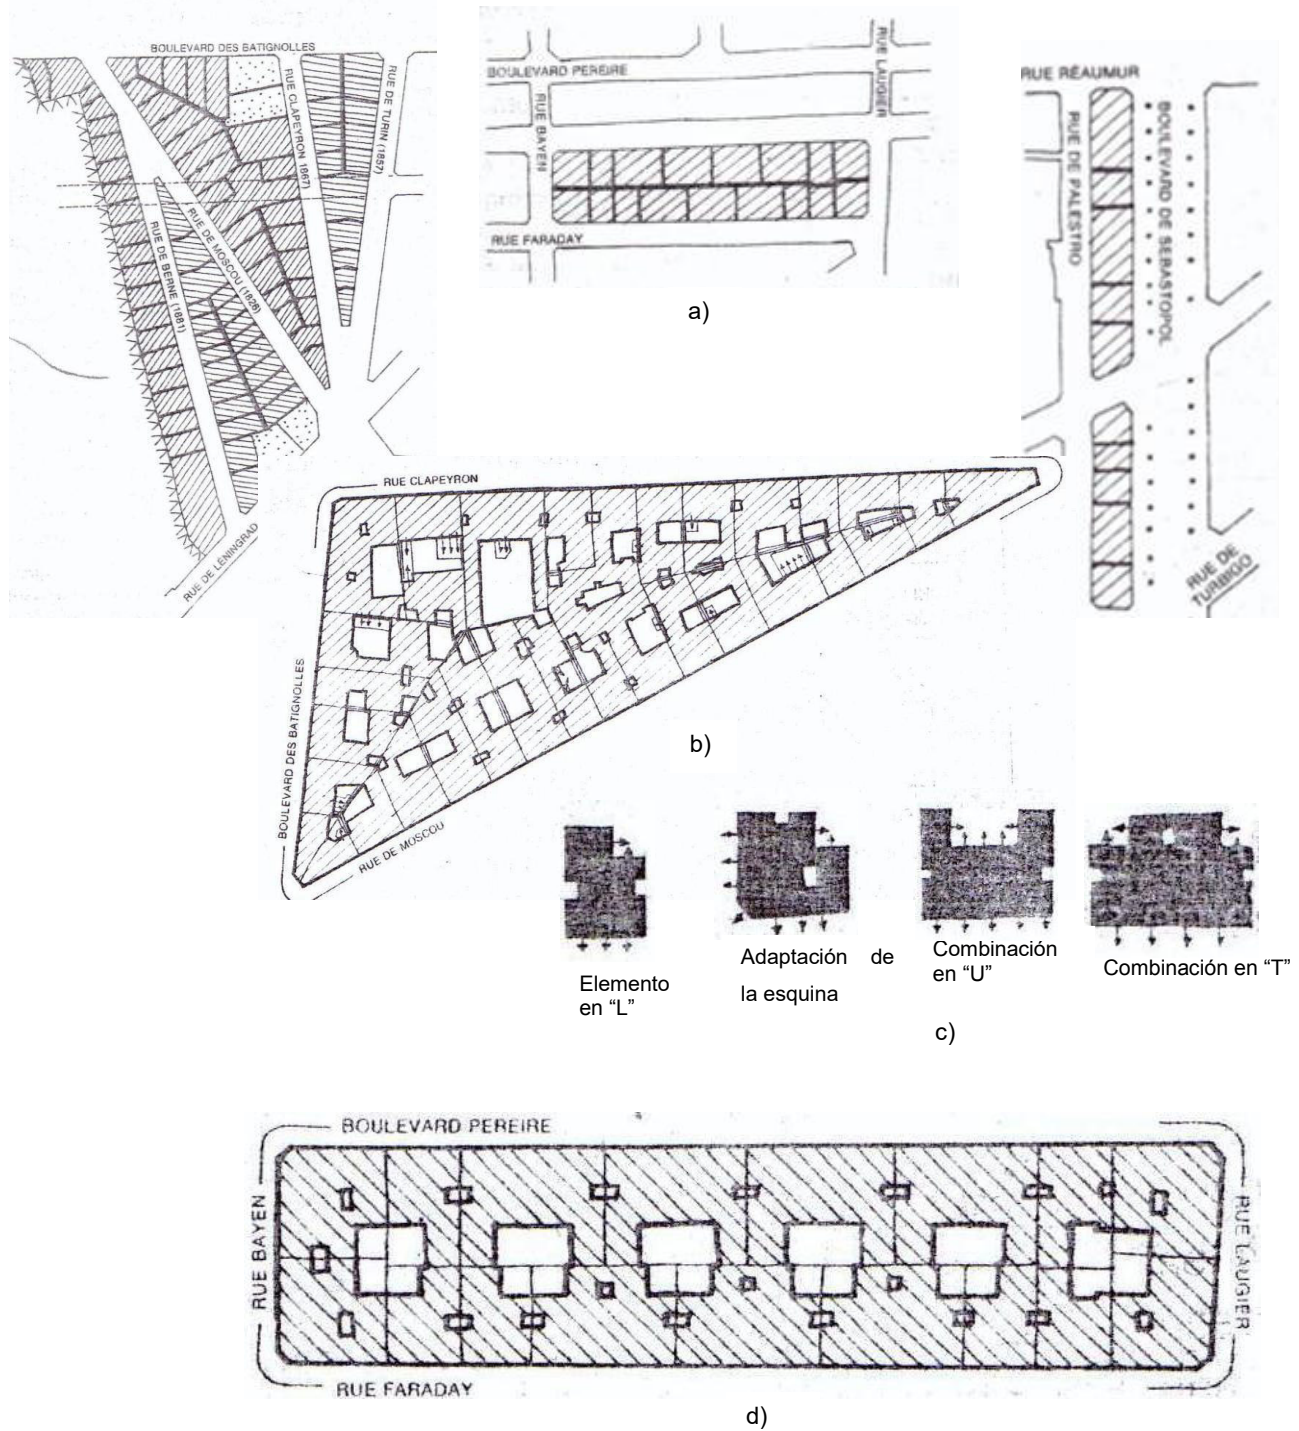 BOULEVARD DES BATIGNOLLES
RUE CLAPEYRON 1867)
RUE DE TURIN (1857)
RUE DE MOSCOU (1826)
RUE DE BERNE (1881)
RUE DE LÉNINGRAD
BOULEVARD PEREIRE
RUE LAUGIER
RUE BAYEN
RUE FARADAY
a)
RUE RÉAUMUR
RUE DE PALESTRO
BOULEVARD DE SEBASTOPOL
RUE DE
TURBIGO
RUE CLAPEYRON
BOULEVARD DES BATIGNOLLES
RUE DE MOSCOU
b)
Elemento
en “L”
Adaptación de
la esquina
Combinación
en “U”
Combinación en “T”
c)
BOULEVARD PEREIRE
RUE BAYEN
RUE LAUGIER
RUE FARADAY
d)